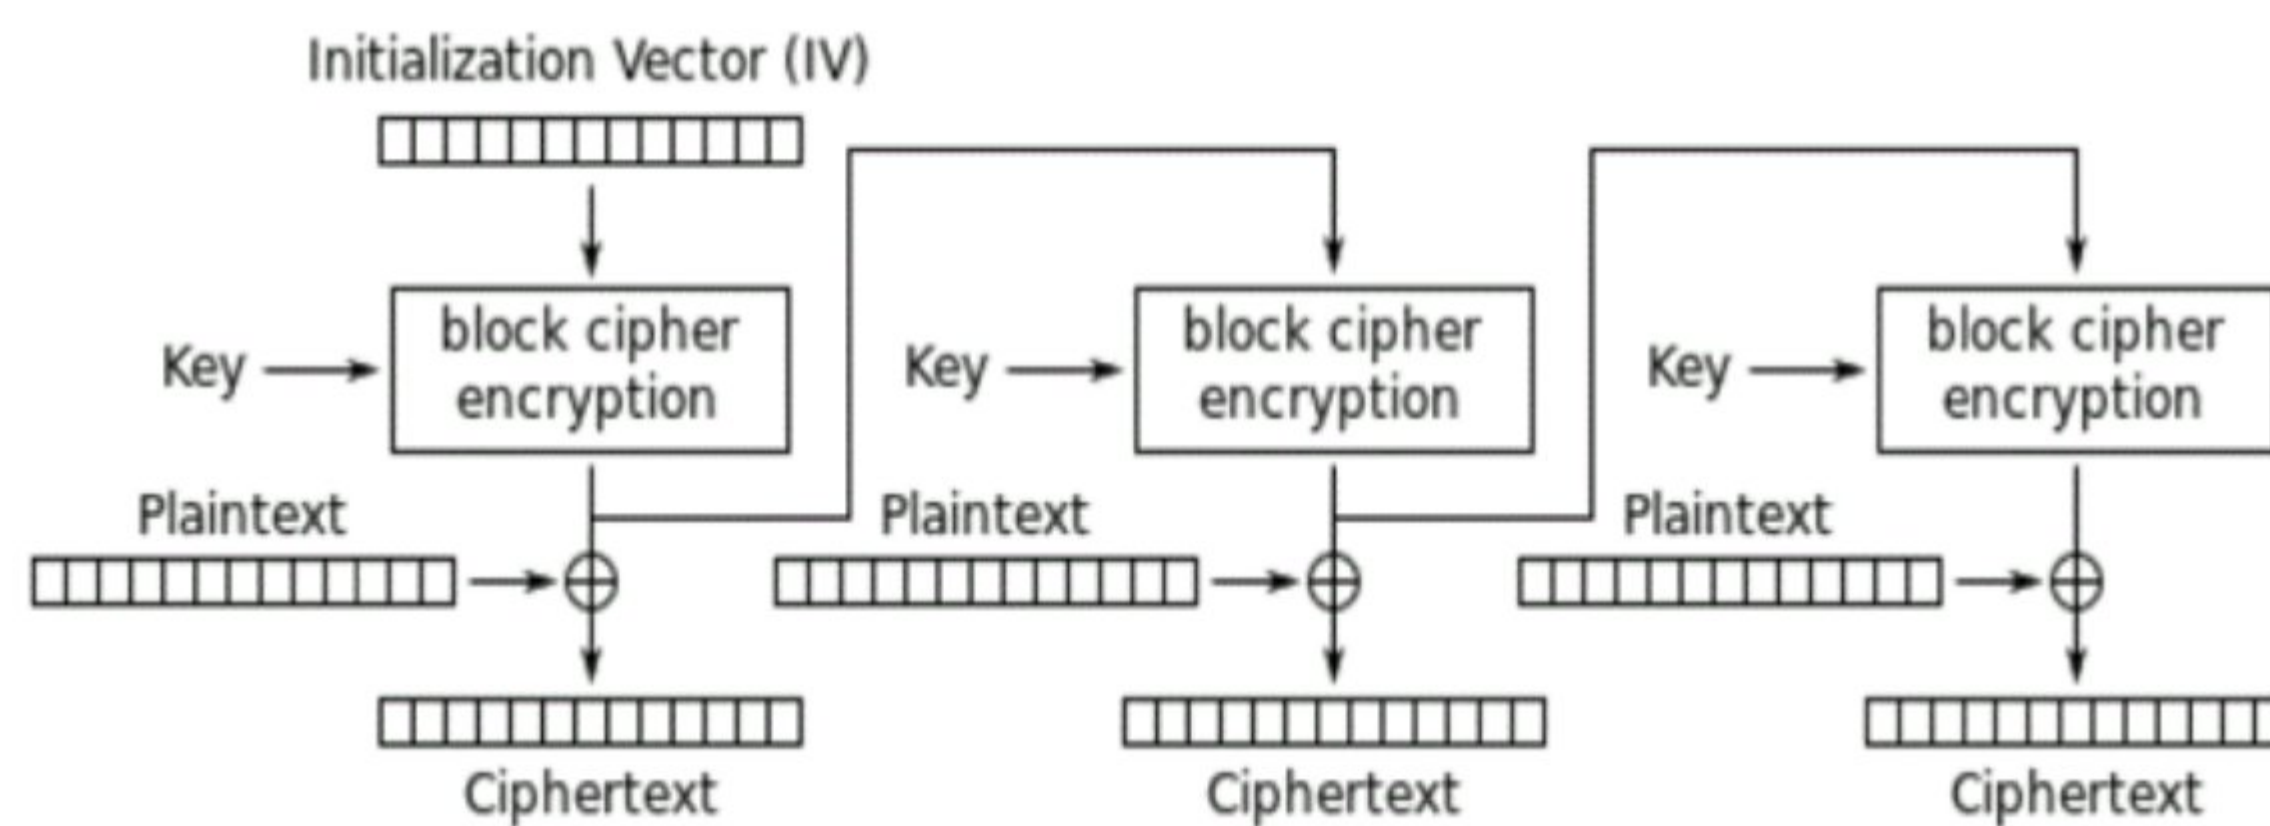 Initialization Vector (IV)
block cipher
encryption
Key
Plaintext
Ciphertext
block cipher
encryption
Key
Plaintext
Ciphertext
block cipher
encryption
Key
Plaintext
Ciphertext